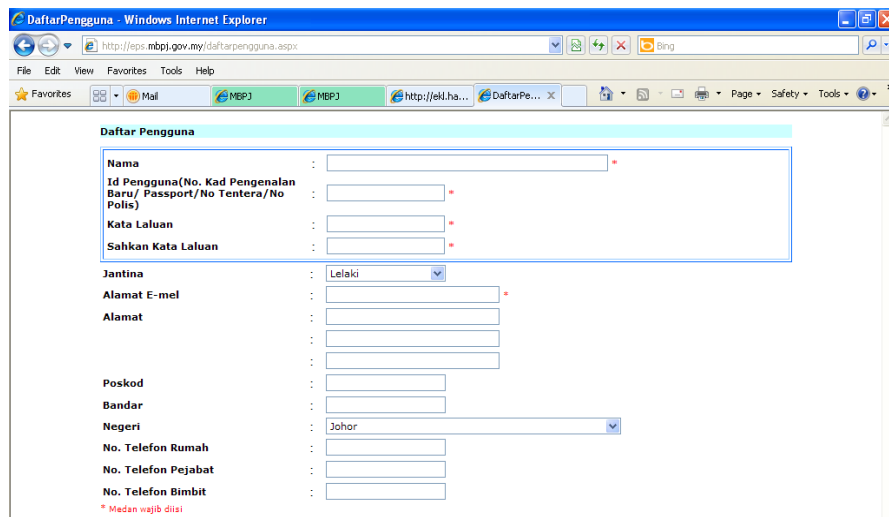 DaftarPengguna - Windows Internet Explorer
http://eps.mbpj.gov.my/daftarpengguna.aspx
Bing
File Edit View Favorites Tools Help
Favorites Mail MBPJ MBPJ http://ekl.ha... DaftarPe... X Page Safety Tools
Daftar Pengguna
Nama : *
Id Pengguna(No. Kad Pengenalan
Baru/ Passport/No Tentera/No : *
Polis)
Kata Laluan : *
Sahkan Kata Laluan : *
Jantina : Lelaki
Alamat E-mel : *
Alamat :
:
:
Poskod :
Bandar :
Negeri : Johor
No. Telefon Rumah :
No. Telefon Pejabat :
No. Telefon Bimbit :
* Medan wajib diisi